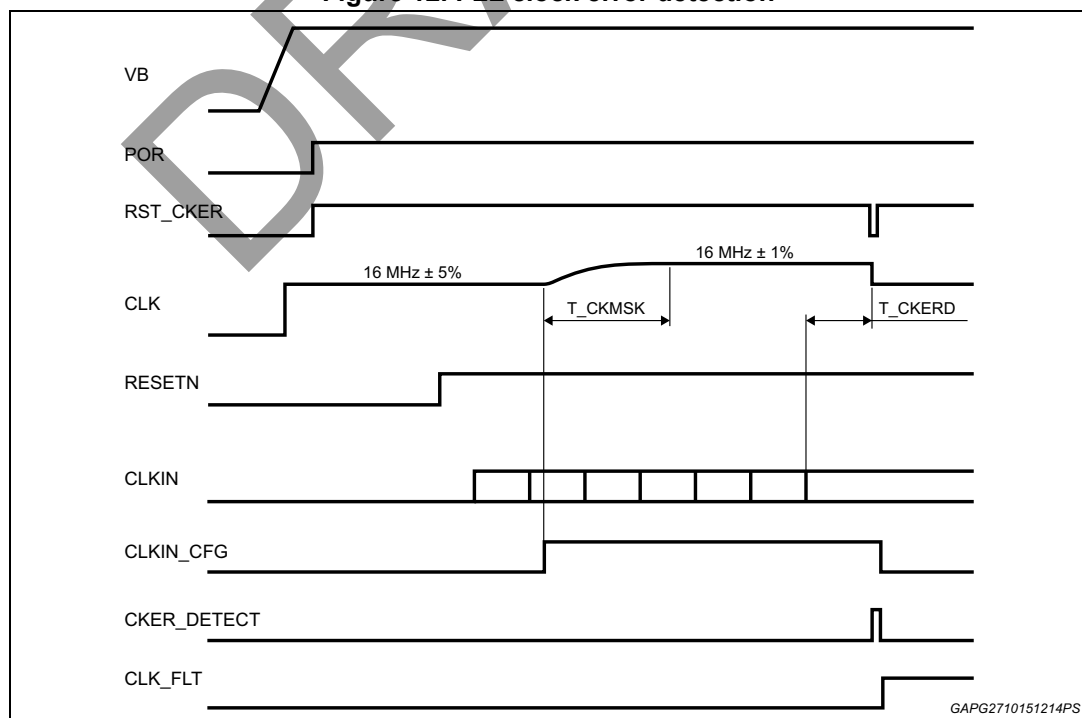 VB
POR
RST_CKER
16 MHz ± 5%
16 MHz ± 1%
CLK
T_CKMSK
T_CKERD
RESETN
CLKIN
CLKIN_CFG
CKER_DETECT
CLK_FLT
GAPG2710151214PS